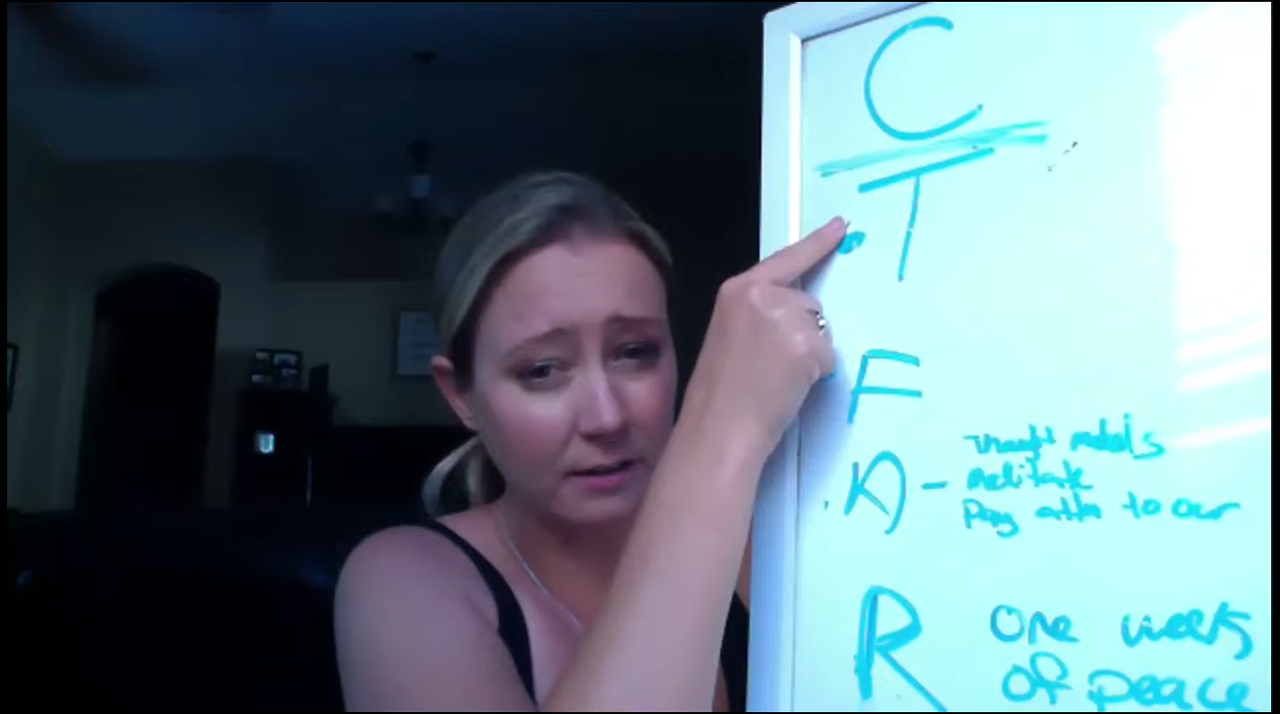 C
T
F
A - Thought models
meditate
Pay attn to our
R one week
of peace